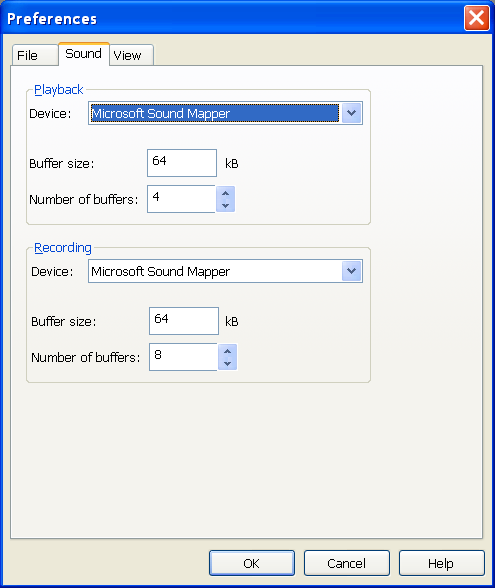 Preferences
File Sound View
Playback
Device: Microsoft Sound Mapper
Buffer size: 64 kB
Number of buffers: 4
Recording
Device: Microsoft Sound Mapper
Buffer size: 64 kB
Number of buffers: 8
OK Cancel Help